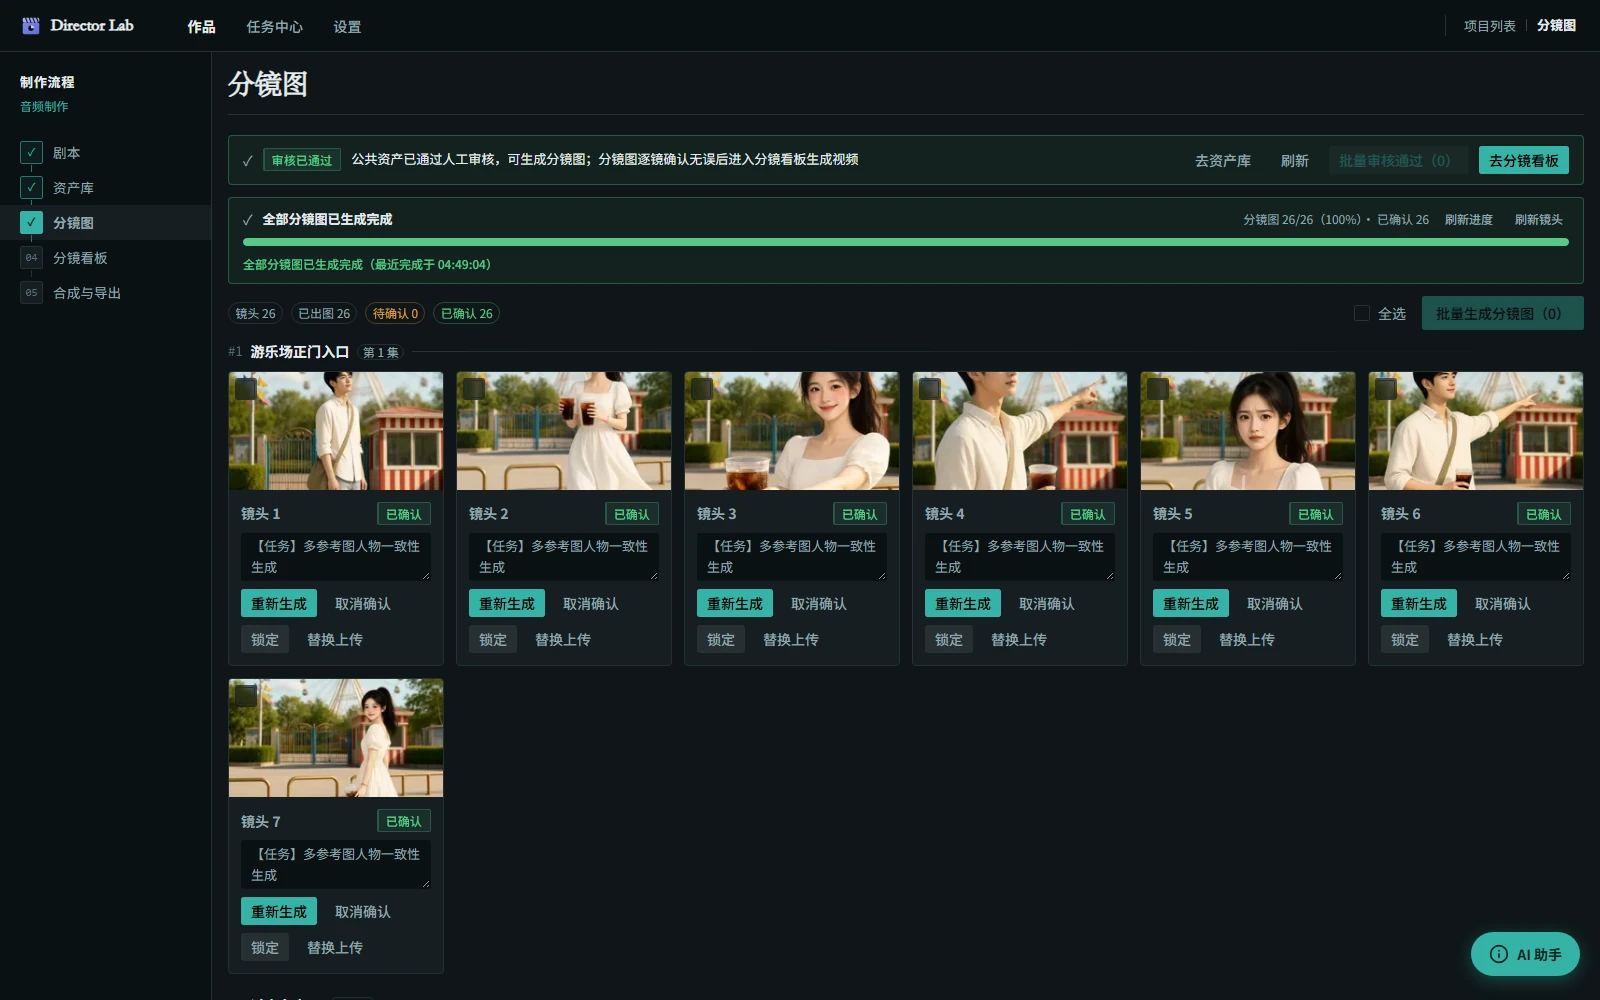 Director Lab
作品
任务中心
设置
项目列表
分镜图
制作流程
音频制作
剧本
资产库
分镜图
04 分镜看板
05 合成与导出
分镜图
审核已通过 公共资产已通过人工审核，可生成分镜图；分镜图逐镜确认无误后进入分镜看板生成视频
去资产库 刷新 批量审核通过（0） 去分镜看板
全部分镜图已生成完成
分镜图 26/26（100%）· 已确认 26 刷新进度 刷新镜头
全部分镜图已生成完成（最近完成于 04:49:04）
镜头 26 已出图 26 待确认 0 已确认 26
全选 批量生成分镜图（0）
#1 游乐场正门入口 第 1 集
镜头 1 已确认
【任务】多参考图人物一致性
生成
重新生成 取消确认
锁定 替换上传
镜头 2 已确认
【任务】多参考图人物一致性
生成
重新生成 取消确认
锁定 替换上传
镜头 3 已确认
【任务】多参考图人物一致性
生成
重新生成 取消确认
锁定 替换上传
镜头 4 已确认
【任务】多参考图人物一致性
生成
重新生成 取消确认
锁定 替换上传
镜头 5 已确认
【任务】多参考图人物一致性
生成
重新生成 取消确认
锁定 替换上传
镜头 6 已确认
【任务】多参考图人物一致性
生成
重新生成 取消确认
锁定 替换上传
镜头 7 已确认
【任务】多参考图人物一致性
生成
重新生成 取消确认
锁定 替换上传
AI 助手